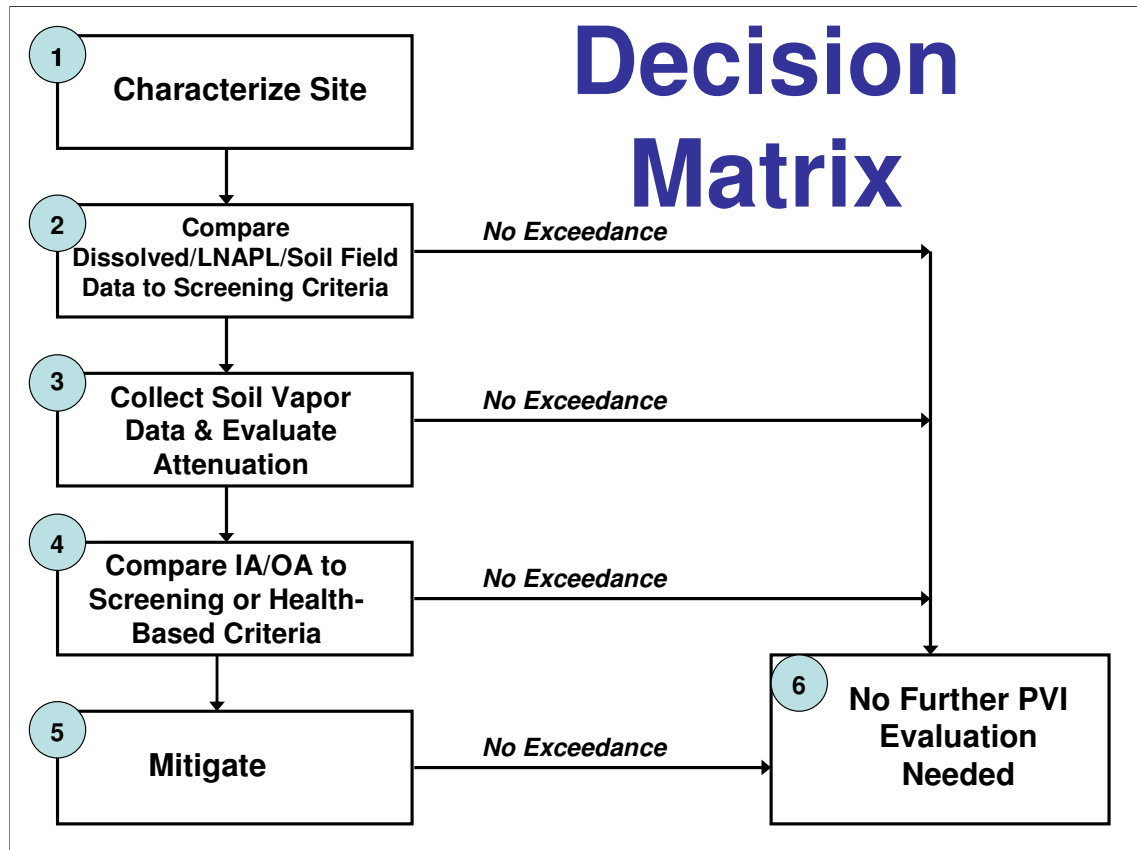 Decision
Matrix
1
Characterize Site
2
Compare
Dissolved/LNAPL/Soil Field
Data to Screening Criteria
No Exceedance
3
Collect Soil Vapor
Data & Evaluate
Attenuation
No Exceedance
4
Compare IA/OA to
Screening or Health-
Based Criteria
No Exceedance
5
Mitigate
No Exceedance
6
No Further PVI
Evaluation
Needed